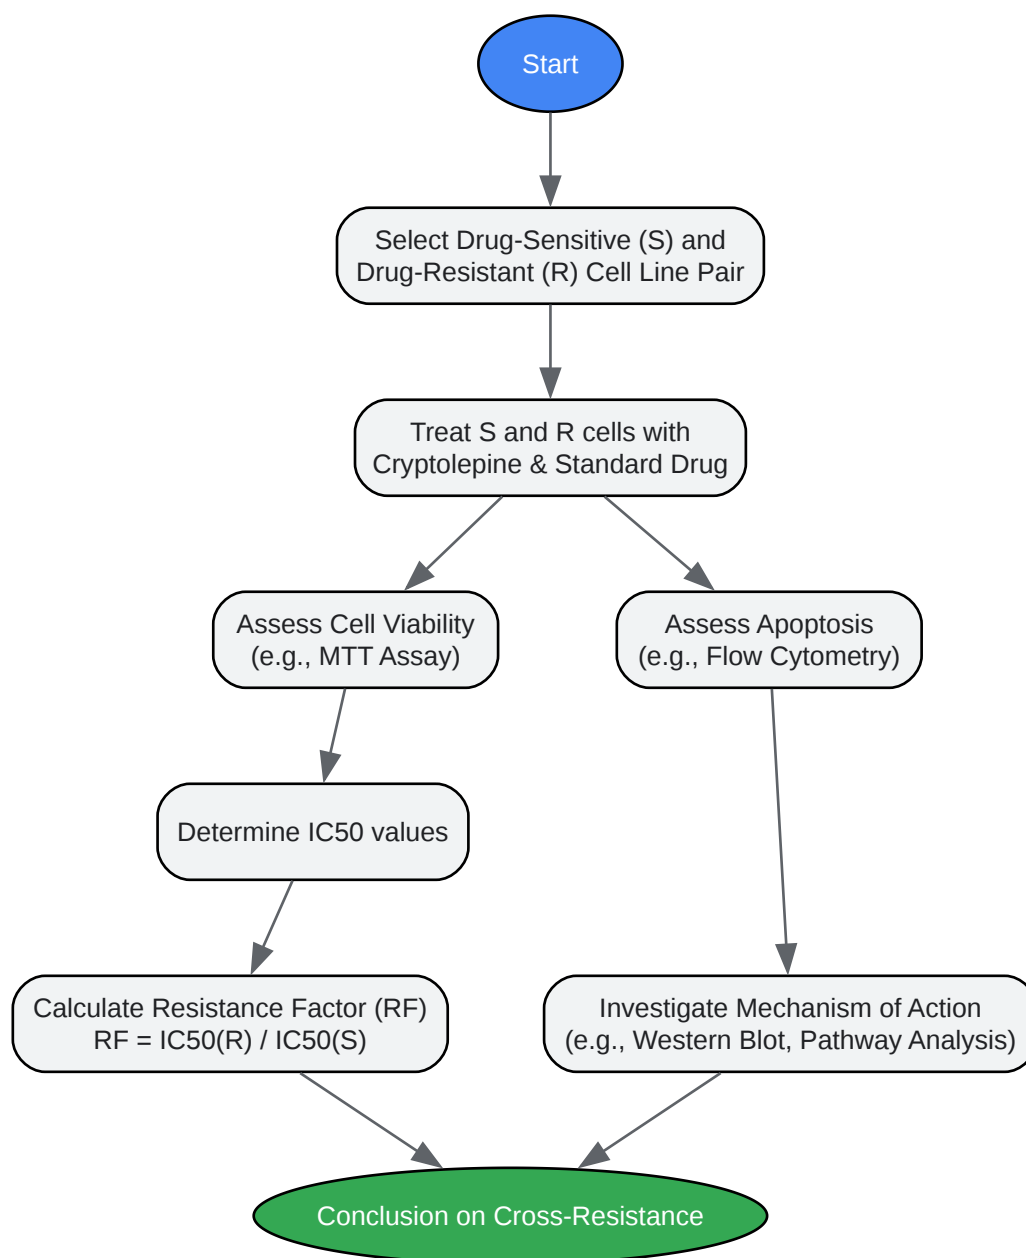 Start
Select Drug-Sensitive (S) and
Drug-Resistant (R) Cell Line Pair
Treat S and R cells with
Cryptolepine & Standard Drug
Assess Cell Viability
(e.g., MTT Assay)
Assess Apoptosis
(e.g., Flow Cytometry)
Determine IC50 values
Calculate Resistance Factor (RF)
RF = IC50(R) / IC50(S)
Investigate Mechanism of Action
(e.g., Western Blot, Pathway Analysis)
Conclusion on Cross-Resistance